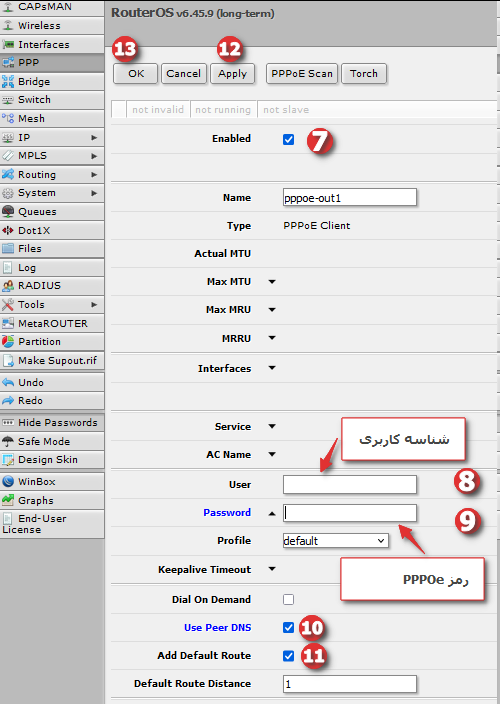 CAPsMAN
Wireless
Interfaces
PPP
Bridge
Switch
Mesh
IP
MPLS
Routing
System
Queues
Dot1X
Files
Log
RADIUS
Tools
MetaROUTER
Partition
Make Supout.rif
Undo
Redo
Hide Passwords
Safe Mode
Design Skin
WinBox
Graphs
End-User
License
RouterOS v6.45.9 (long-term)
13
12
OK Cancel Apply PPPoE Scan Torch
not invalid not running not slave
Enabled 7
Name pppoe-out1
Type PPPoE Client
Actual MTU
Max MTU
Max MRU
MRRU
Interfaces
Service
شناسه کاربری
AC Name
User 8
Password 9
Profile default
Keepalive Timeout
رمز PPPOe
Dial On Demand
Use Peer DNS 10
Add Default Route 11
Default Route Distance 1